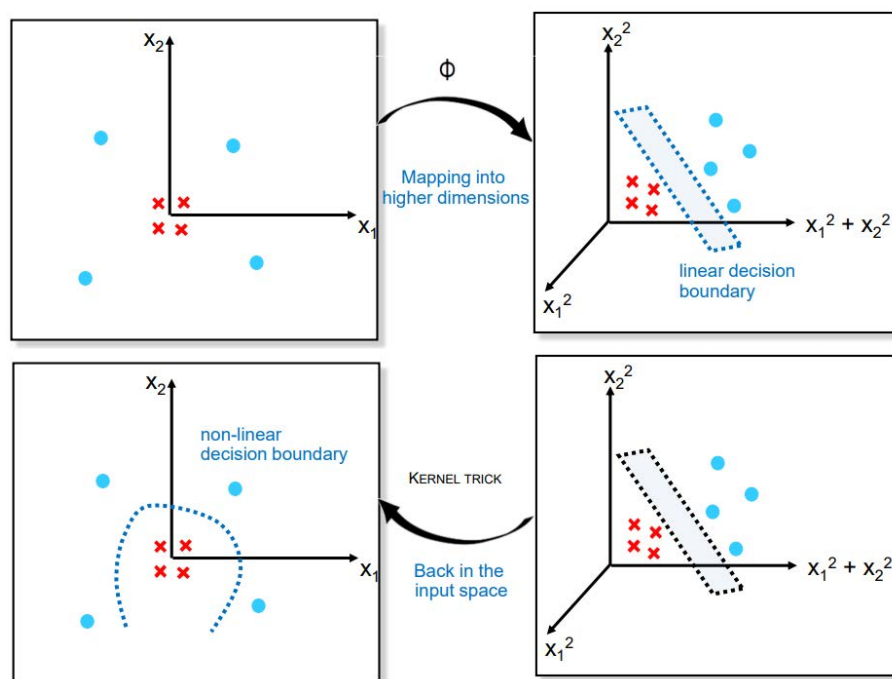 x₂
x₁
Φ
Mapping into
higher dimensions
x₂²
x₁² + x₂²
x₁²
linear decision
boundary
x₂
non-linear
decision boundary
x₁
KERNEL TRICK
Back in the
input space
x₂²
x₁² + x₂²
x₁²